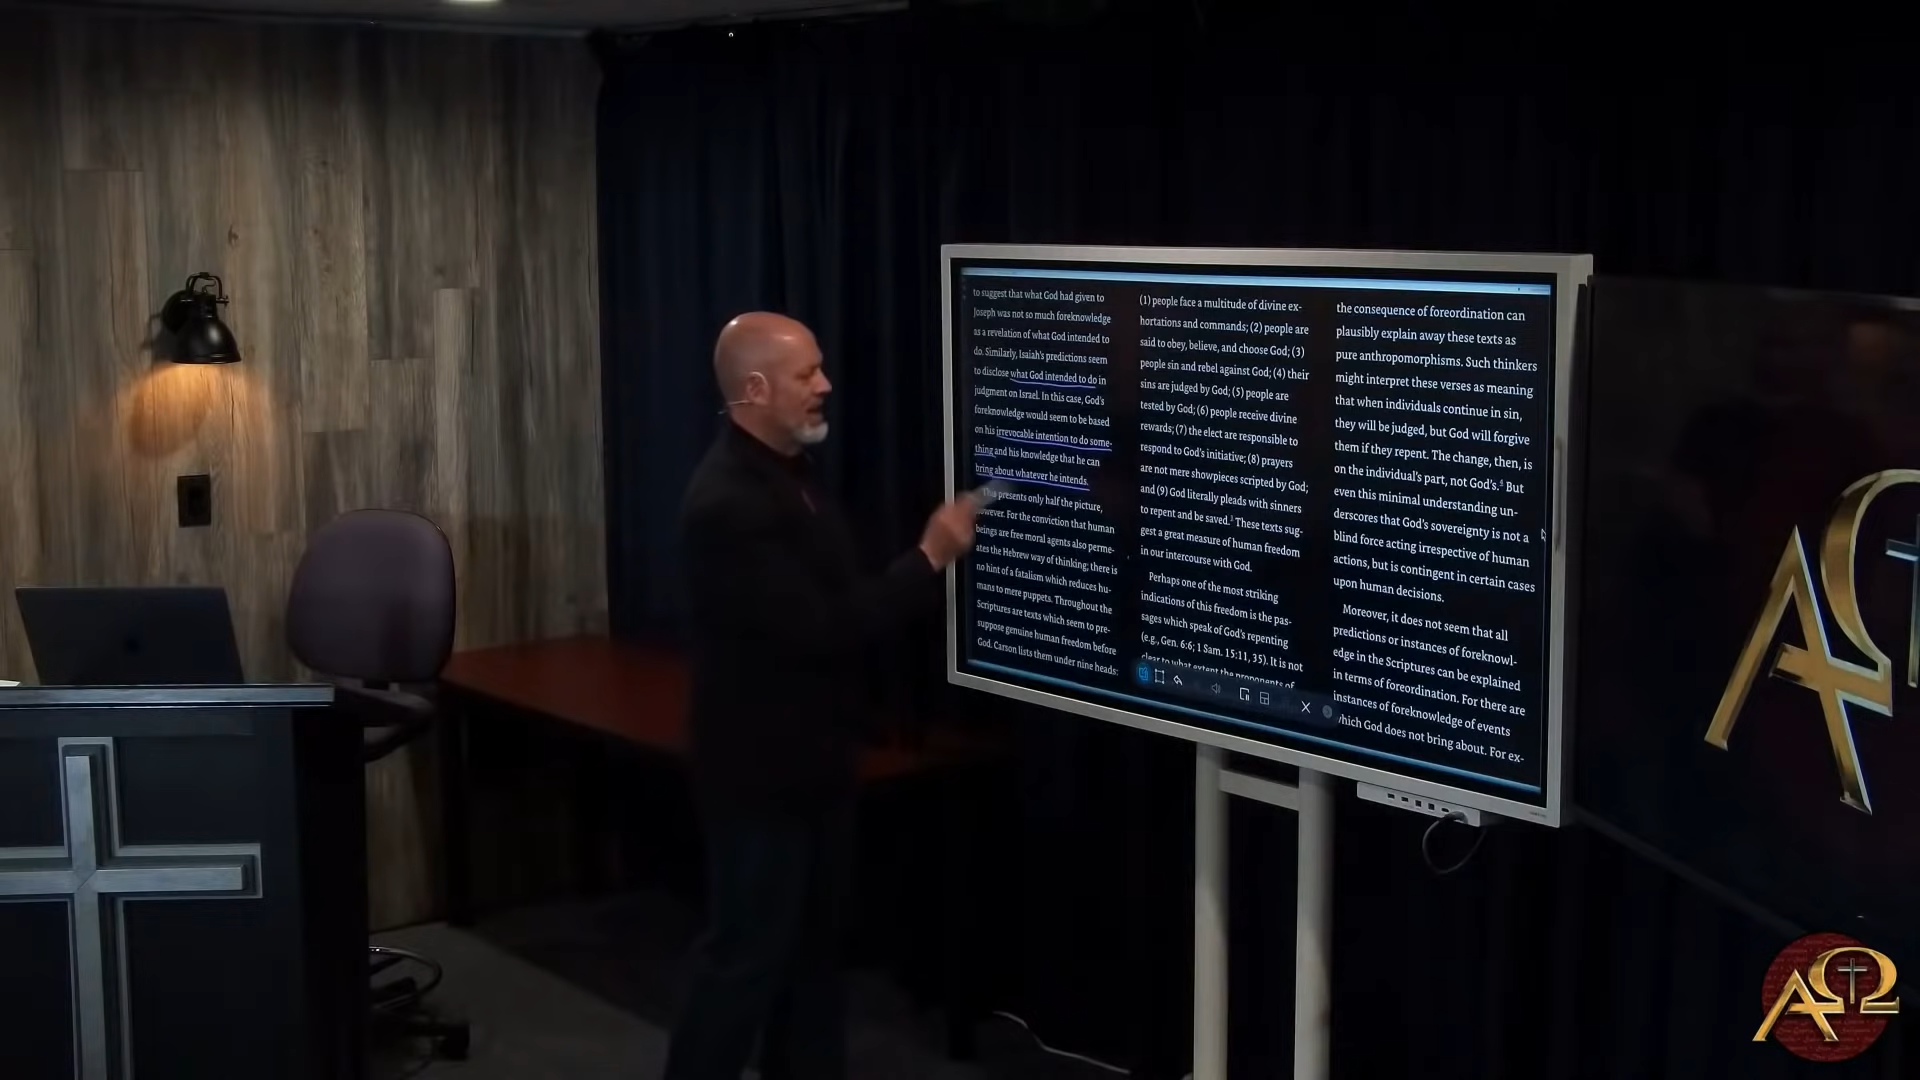 to suggest that what God had given to
Joseph was not so much foreknowledge
as a revelation of what God intended to
do. Similarly, Isaiah's predictions seem
to disclose what God intended to do in
judgment on Israel. In this case, God's
foreknowledge would seem to be based
on his irrevocable intention to do some-
thing and his knowledge that he can
bring about whatever he intends.
This presents only half the picture,
however. For the conviction that human
beings are free moral agents also perme-
ates the Hebrew way of thinking; there is
no hint of a fatalism which reduces hu-
mans to mere puppets. Throughout the
Scriptures are texts which seem to pre-
suppose genuine human freedom before
God. Carson lists them under nine heads:
(1) people face a multitude of divine ex-
hortations and commands; (2) people are
said to obey, believe, and choose God; (3)
people sin and rebel against God; (4) their
sins are judged by God; (5) people are
tested by God; (6) people receive divine
rewards; (7) the elect are responsible to
respond to God's initiative; (8) prayers
are not mere showpieces scripted by God;
and (9) God literally pleads with sinners
to repent and be saved. These texts sug-
gest a great measure of human freedom
in our intercourse with God.
Perhaps one of the most striking
indications of this freedom is the pas-
sages which speak of God's repenting
(e.g., Gen. 6:6; 1 Sam. 15:11, 35). It is not
clear to what extent the proponents of
the consequence of foreordination can
plausibly explain away these texts as
pure anthropomorphisms. Such thinkers
might interpret these verses as meaning
that when individuals continue in sin,
they will be judged, but God will forgive
them if they repent. The change, then, is
on the individual's part, not God's. But
even this minimal understanding un-
derscores that God's sovereignty is not a
blind force acting irrespective of human
actions, but is contingent in certain cases
upon human decisions.
Moreover, it does not seem that all
predictions or instances of foreknowl-
edge in the Scriptures can be explained
in terms of foreordination. For there are
instances of foreknowledge of events
which God does not bring about. For ex-
ΑΩ
ΑΩ